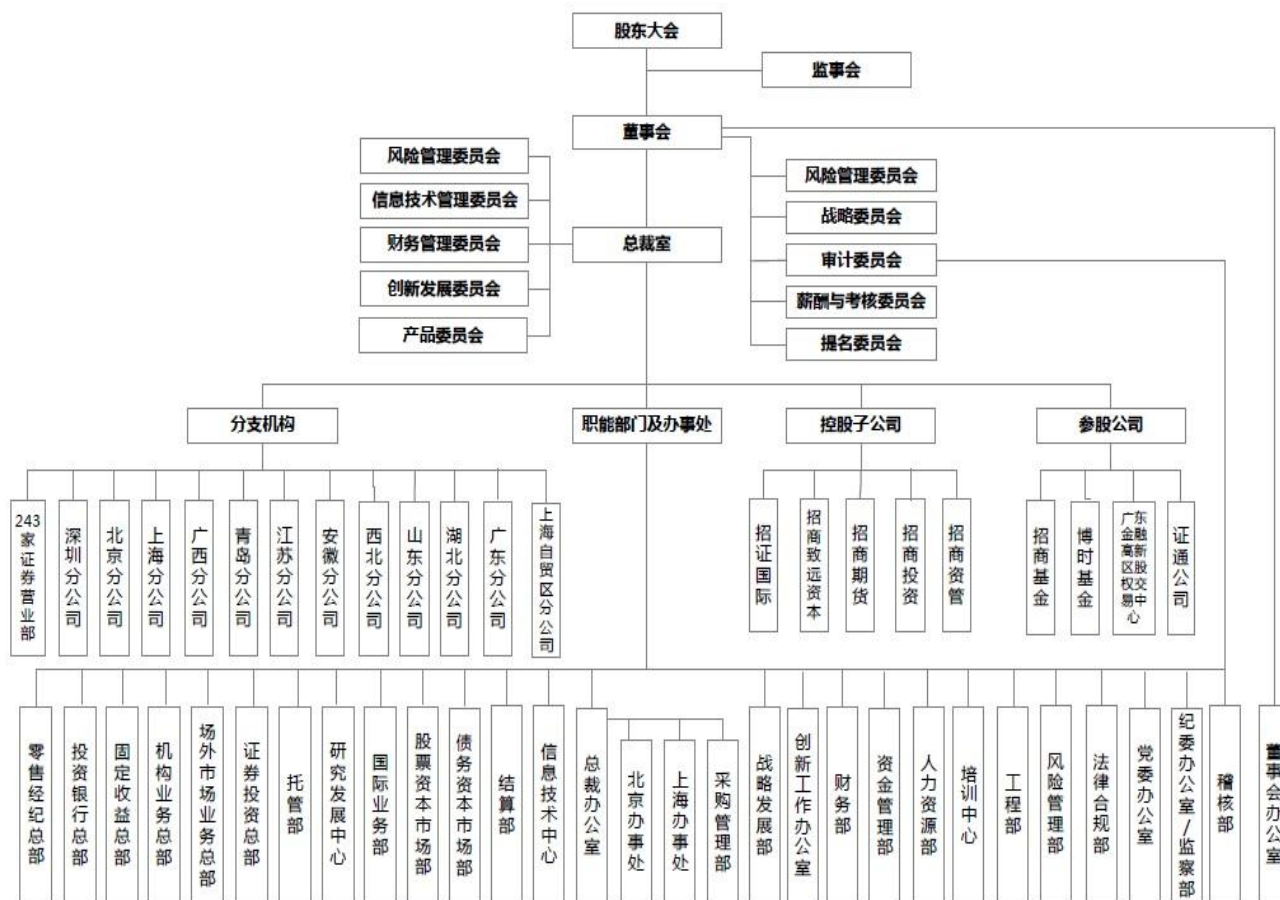 股东大会
监事会
董事会
风险管理委员会
信息技术管理委员会
财务管理委员会
创新发展委员会
产品委员会
总裁室
风险管理委员会
战略委员会
审计委员会
薪酬与考核委员会
提名委员会
分支机构
职能部门及办事处
控股子公司
参股公司
243家证券营业部
深圳分公司
北京分公司
上海分公司
广西分公司
青岛分公司
江苏分公司
安徽分公司
西北分公司
山东分公司
湖北分公司
广东分公司
上海自贸区分公司
招证国际
招商致远资本
招商期货
招商投资
招商资管
招商基金
博时基金
广东金融高新区股权交易中心
证通公司
零售经纪总部
投资银行总部
固定收益总部
机构业务总部
场外市场业务总部
证券投资总部
托管部
研究发展中心
国际业务部
股票资本市场部
债务资本市场部
结算部
信息技术中心
总裁办公室
北京办事处
上海办事处
采购管理部
战略发展部
创新工作办公室
财务部
资金管理部
人力资源部
培训中心
工程部
风险管理部
法律合规部
党委办公室
纪委办公室/监察部
稽核部
董事会办公室